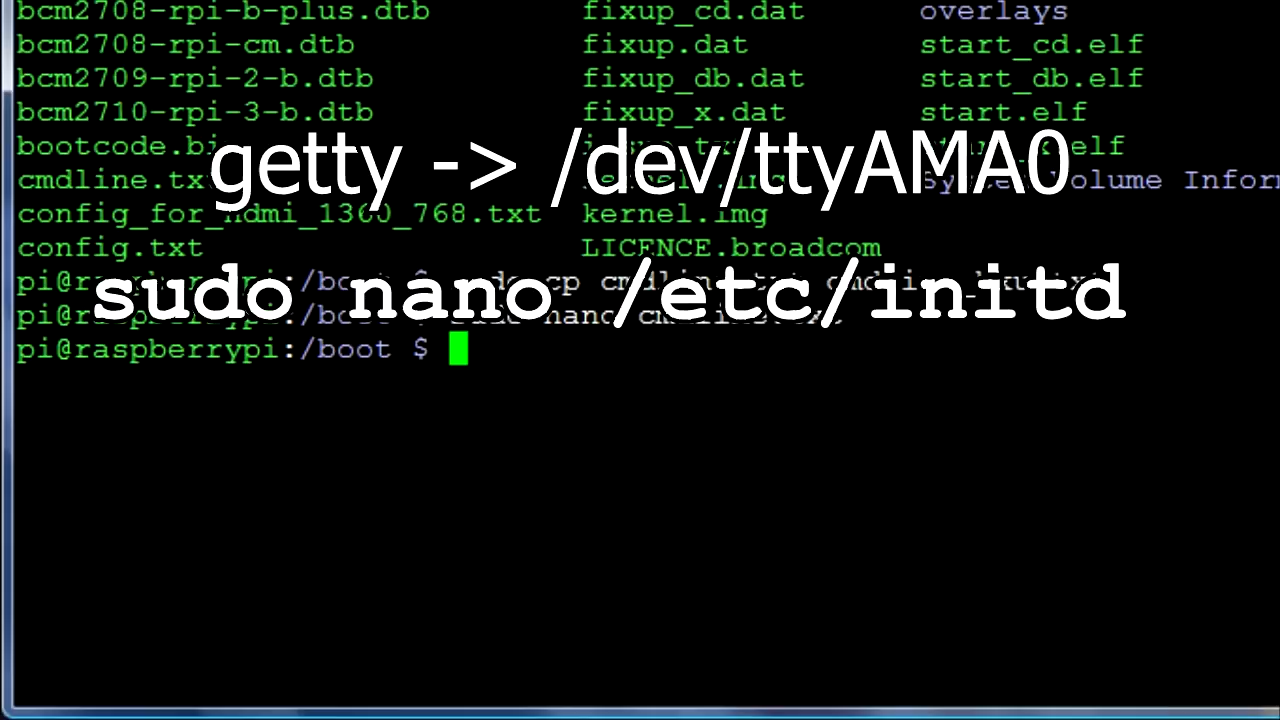 bcm2708-rpi-b-plus.dtb fixup_cd.dat overlays
bcm2708-rpi-cm.dtb fixup.dat start_cd.elf
bcm2709-rpi-2-b.dtb fixup_db.dat start_db.elf
bcm2710-rpi-3-b.dtb fixup_x.dat start.elf
getty -> /dev/ttyAMA0
config_for_hdmi_1360_768.txt kernel.img
config.txt LICENCE.broadcom
sudo nano /etc/initd
pi@raspberrypi:/boot $